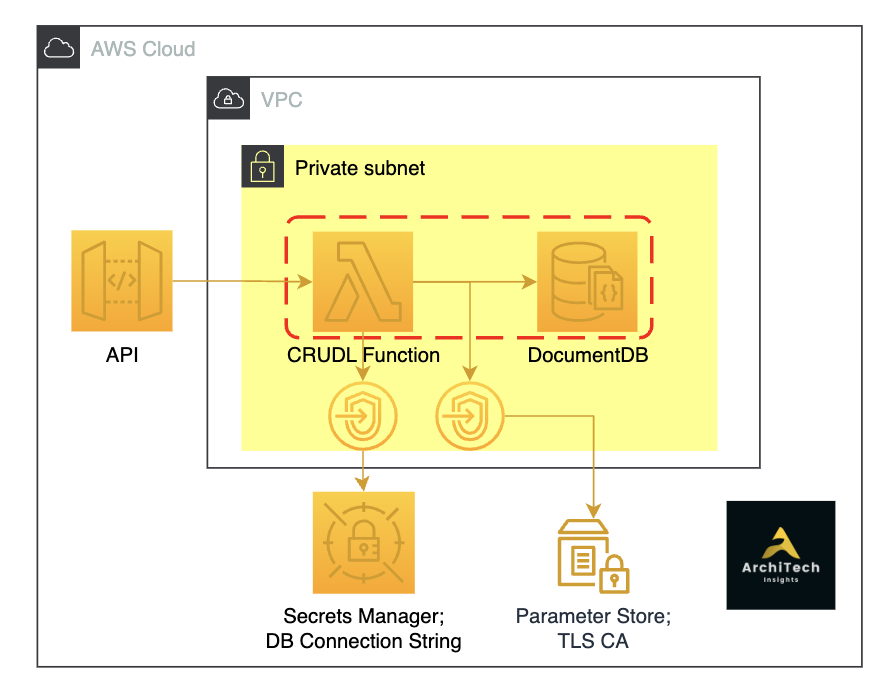 AWS Cloud
VPC
Private subnet
</>
{}
API
CRUDL Function
DocumentDB
Secrets Manager;
DB Connection String
Parameter Store;
TLS CA
ArchiTech
Insights